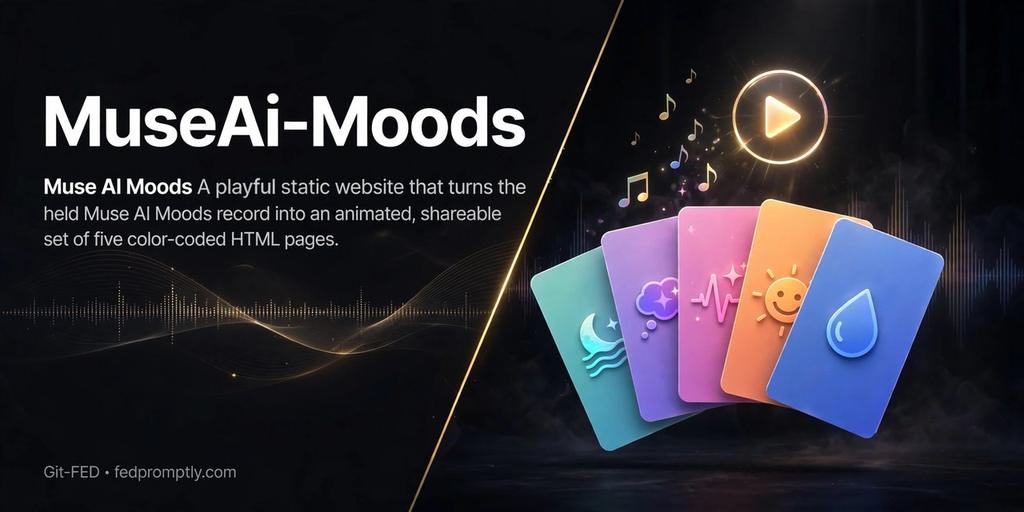 MuseAi-Moods
Muse AI Moods A playful static website that turns the
held Muse AI Moods record into an animated, shareable
set of five color-coded HTML pages.
Git-FED • fedpromptly.com